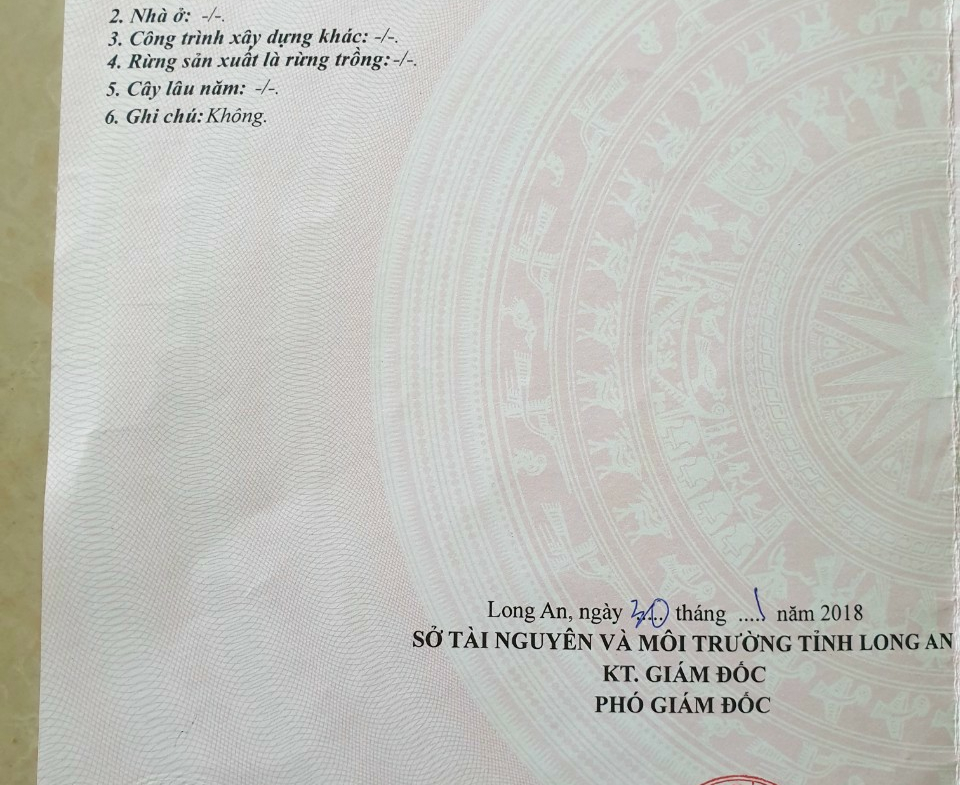 2. Nhà ở: -/-.
3. Công trình xây dựng khác: -/-.
4. Rừng sản xuất là rừng trồng:-/-.
5. Cây lâu năm: -/-.
6. Ghi chú: Không.
Long An, ngày 30 tháng ....1 năm 2018
SỞ TÀI NGUYÊN VÀ MÔI TRƯỜNG TỈNH LONG AN
KT. GIÁM ĐỐC
PHÓ GIÁM ĐỐC